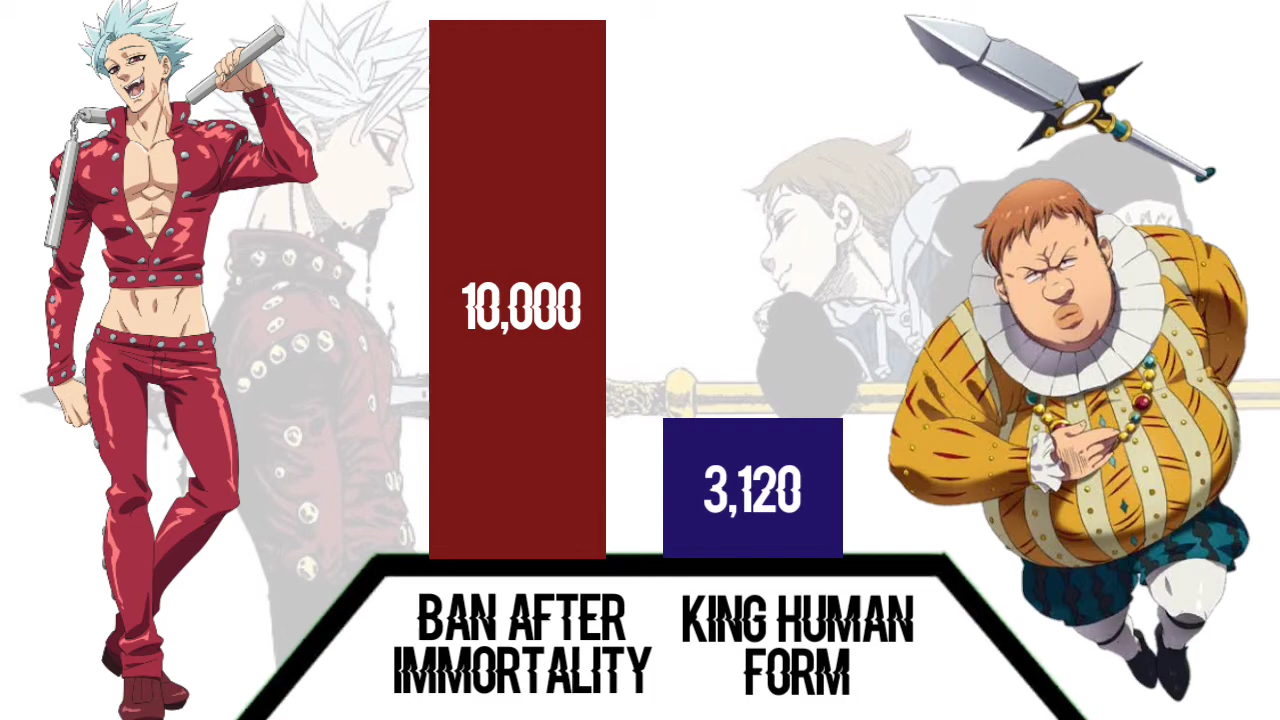 10,000
3,120
BAN AFTER
IMMORTALITY
KING HUMAN
FORM